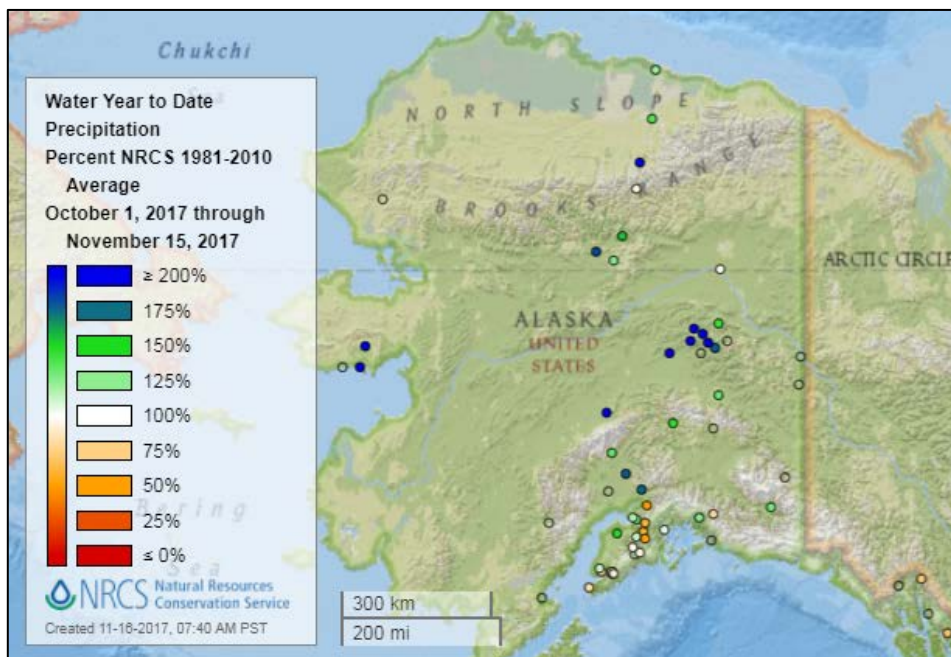 Chukchi
Sea
Water Year to Date
Precipitation
Percent NRCS 1981-2010
Average
October 1, 2017 through
November 15, 2017
≥ 200%
175%
150%
125%
100%
75%
50%
25%
≤ 0%
NRCS Natural Resources
Conservation Service
Created 11-16-2017, 07:40 AM PST
NORTH SLOPE
BROOKS RANGE
ARCTIC CIRCLE
ALASKA
UNITED
STATES
Bering
Sea
300 km
200 mi